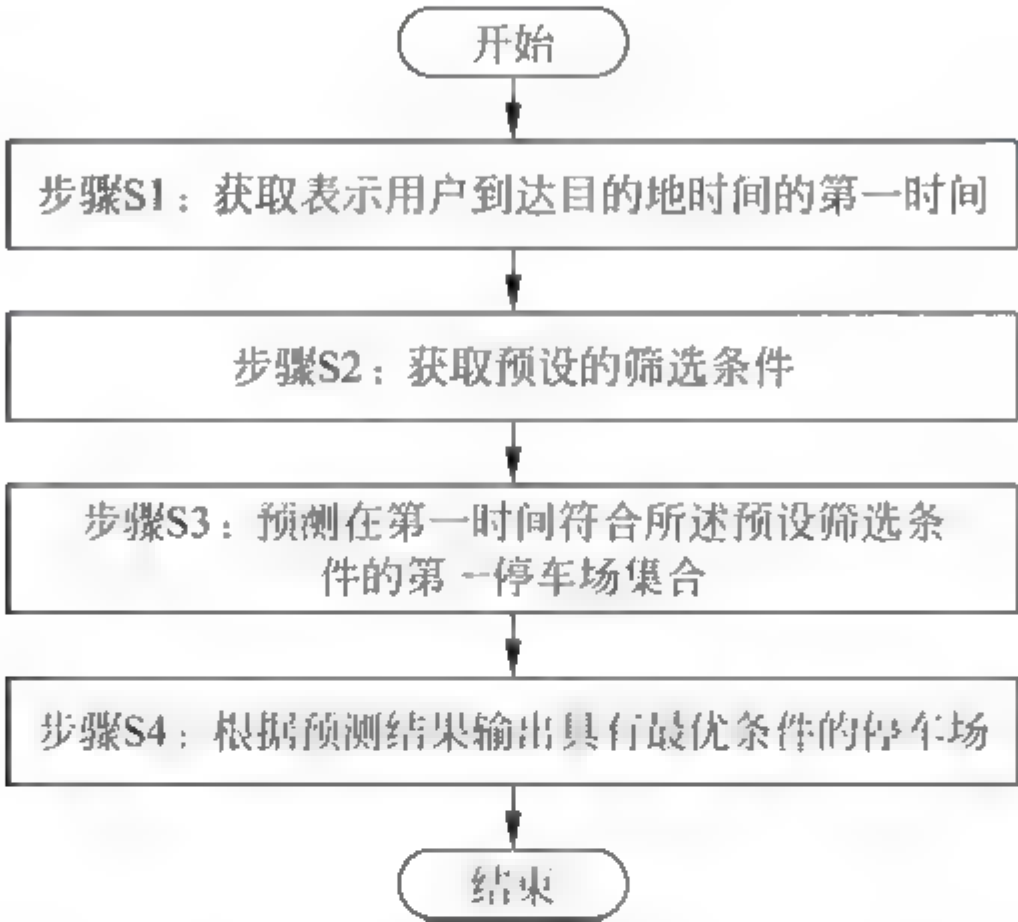 开始
步骤S1：获取表示用户到达目的地时间的第一时间
步骤S2：获取预设的筛选条件
步骤S3：预测在第一时间符合所述预设筛选条
件的第一停车场集合
步骤S4：根据预测结果输出具有最优条件的停车场
结束